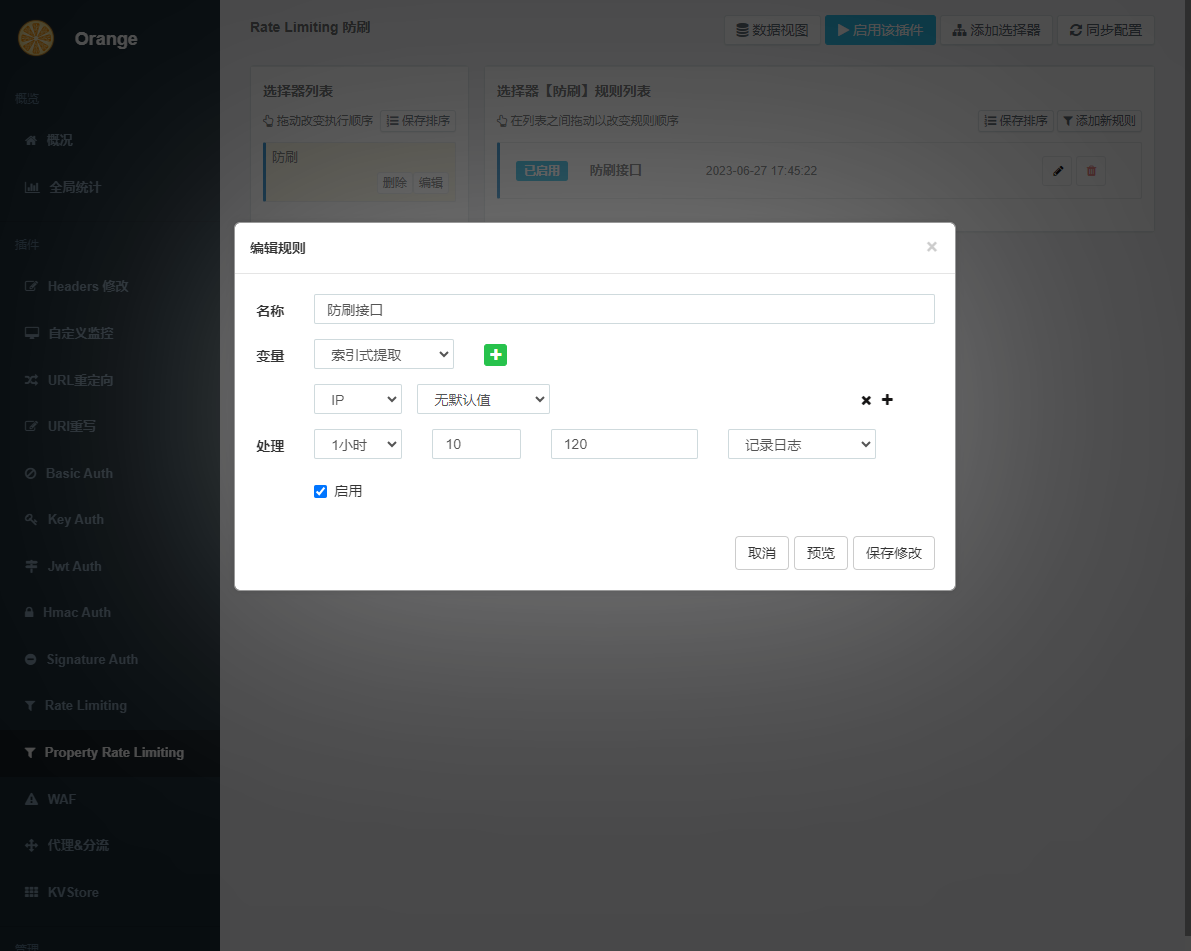 Orange
概览
概况
全局统计
插件
Headers 修改
自定义监控
URL重定向
URI重写
Basic Auth
Key Auth
Jwt Auth
Hmac Auth
Signature Auth
Rate Limiting
Property Rate Limiting
WAF
代理&分流
KVStore
管理
Rate Limiting 防刷
数据视图
启用该插件
添加选择器
同步配置
选择器列表
拖动改变执行顺序
保存排序
防刷
删除
编辑
选择器【防刷】规则列表
在列表之间拖动以改变规则顺序
保存排序
添加新规则
已启用
防刷接口
2023-06-27 17:45:22
编辑规则
×
名称
防刷接口
变量
索引式提取
IP
无默认值
处理
1小时
10
120
记录日志
启用
取消
预览
保存修改